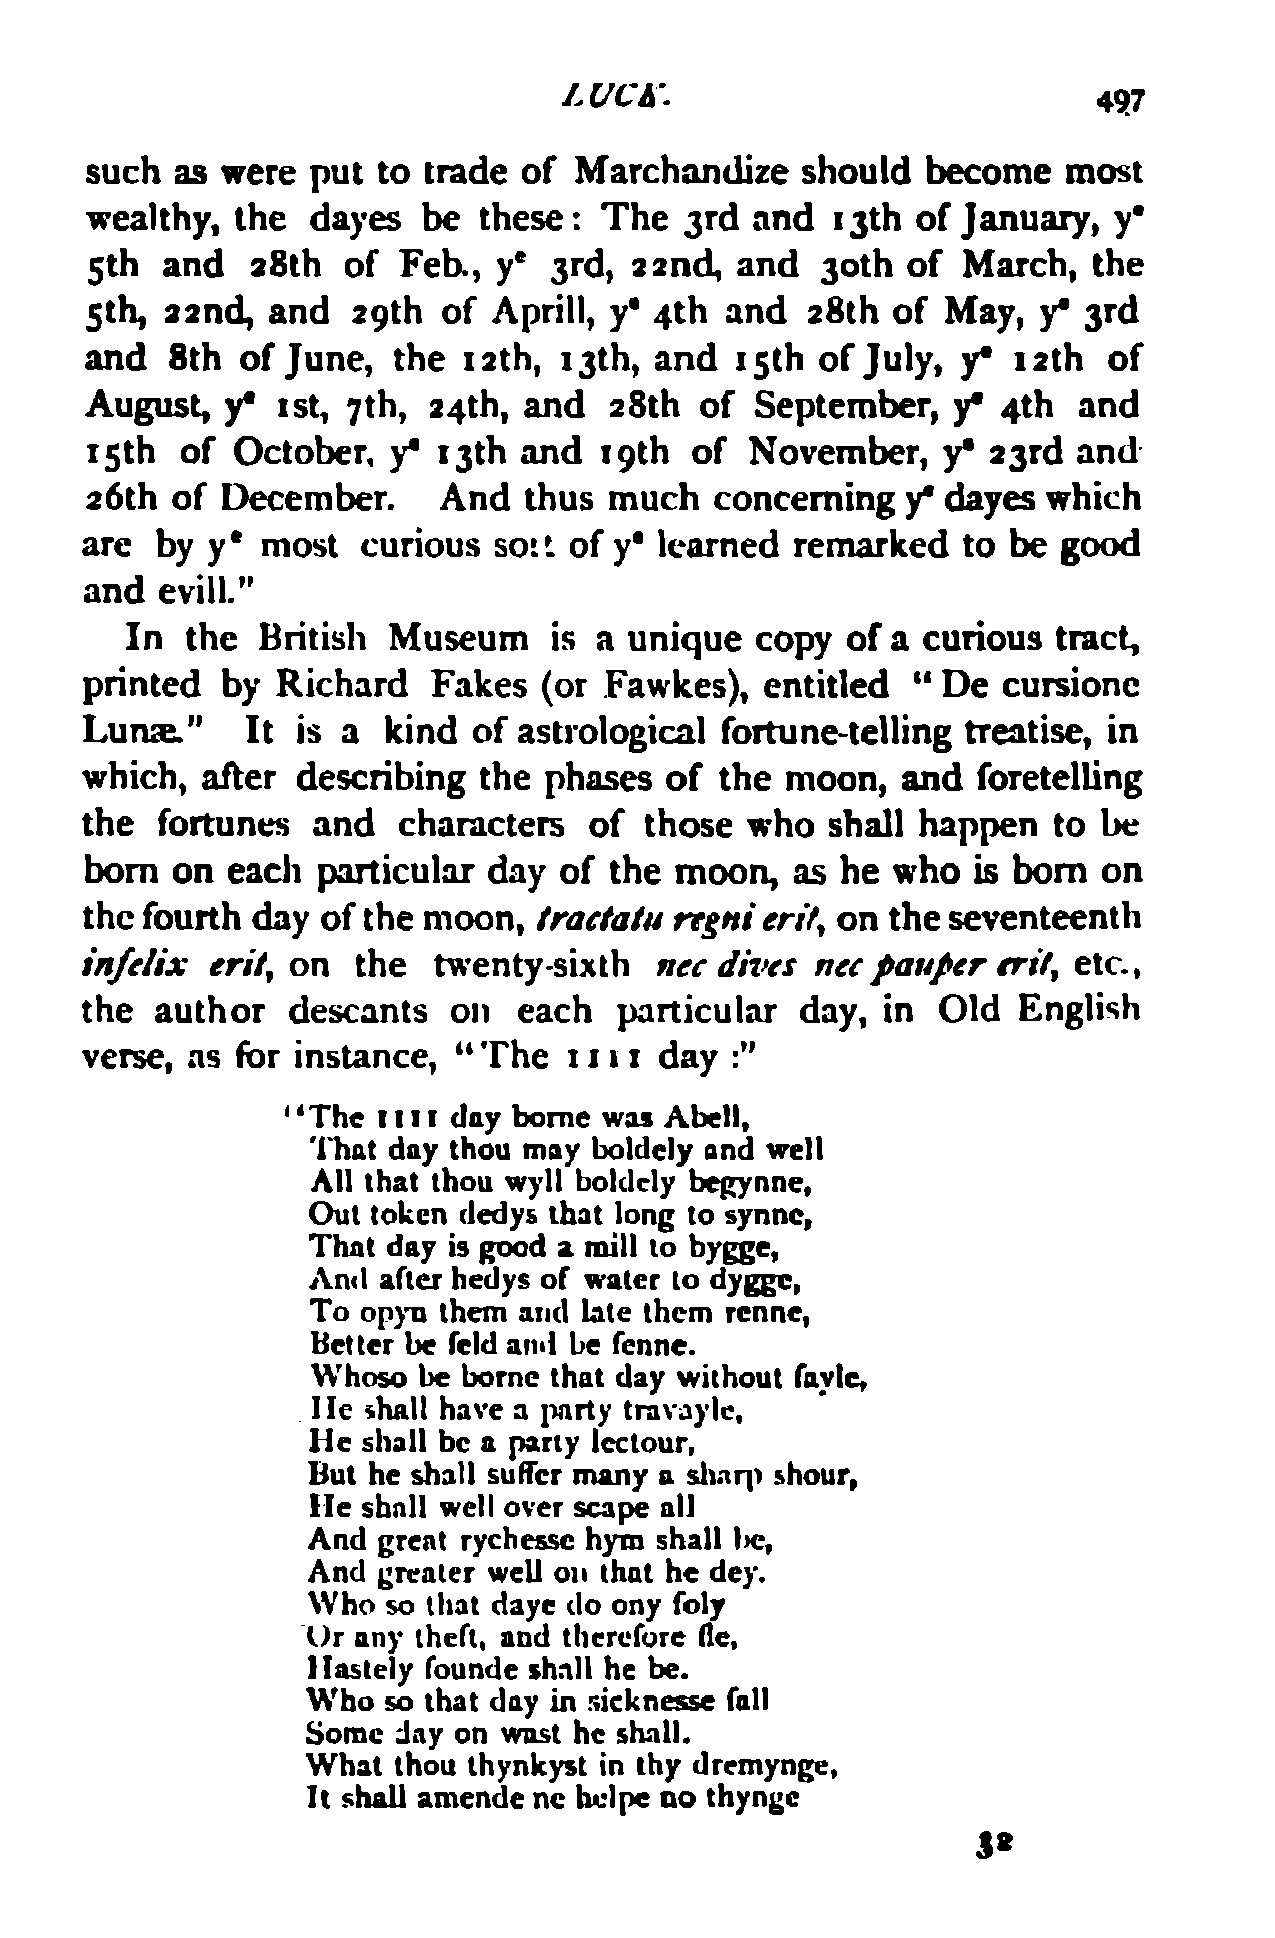 LUCK.
497
such as were put to trade of Marchandize should become most
wealthy, the dayes be these: The 3rd and 13th of January, yᵉ
5th and 28th of Feb., yᵉ 3rd, 22nd, and 30th of March, the
5th, 22nd, and 29th of Aprill, yᵉ 4th and 28th of May, yᵉ 3rd
and 8th of June, the 12th, 13th, and 15th of July, yᵉ 12th of
August, yᵉ 1st, 7th, 24th, and 28th of September, yᵉ 4th and
15th of October, yᵉ 13th and 19th of November, yᵉ 23rd and
26th of December. And thus much concerning yᵉ dayes which
are by yᵉ most curious sort of yᵉ learned remarked to be good
and evill."
In the British Museum is a unique copy of a curious tract,
printed by Richard Fakes (or Fawkes), entitled "De cursione
Lunæ." It is a kind of astrological fortune-telling treatise, in
which, after describing the phases of the moon, and foretelling
the fortunes and characters of those who shall happen to be
born on each particular day of the moon, as he who is born on
the fourth day of the moon, tractatu regni erit, on the seventeenth
infelix erit, on the twenty-sixth nec dives nec pauper erit, etc.,
the author descants on each particular day, in Old English
verse, as for instance, "The 1111 day:"
"The 1111 day borne was Abell,
That day thou may boldely and well
All that thou wyll boldely begynne,
Out token dedys that long to synne,
That day is good a mill to bygge,
And after hedys of water to dygge,
To opyn them and late them renne,
Better be feld and be fenne.
Whoso be borne that day without fayle,
He shall have a party travayle,
He shall be a party lectour,
But he shall suffer many a sharp shour,
He shall well over scape all
And great rychesse hym shall be,
And greater well on that he dey.
Who so that daye do ony foly
Or any theft, and therefore fle,
Hastely founde shall he be.
Who so that day in sicknesse fall
Some day on wast he shall.
What thou thynkyst in thy dremynge,
It shall amende ne helpe no thynge
32